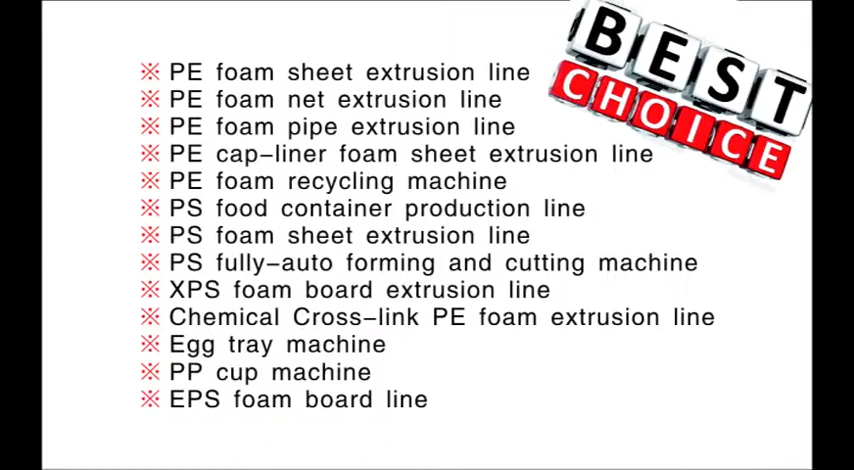 BEST
CHOICE
※ PE foam sheet extrusion line
※ PE foam net extrusion line
※ PE foam pipe extrusion line
※ PE cap-liner foam sheet extrusion line
※ PE foam recycling machine
※ PS food container production line
※ PS foam sheet extrusion line
※ PS fully-auto forming and cutting machine
※ XPS foam board extrusion line
※ Chemical Cross-link PE foam extrusion line
※ Egg tray machine
※ PP cup machine
※ EPS foam board line